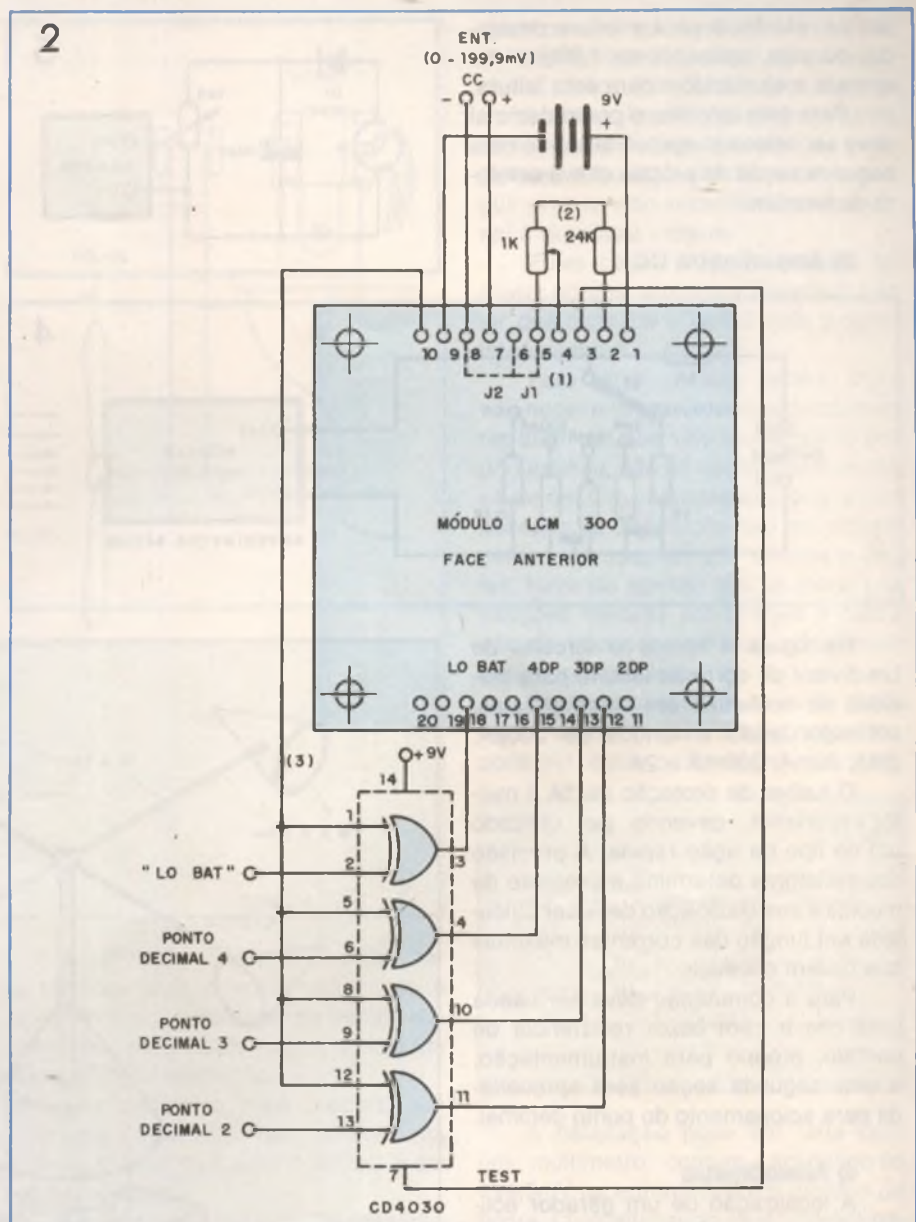 2
ENT.
(0 - 199,9mV)
CC
- +
9V
+
(2)
1K 24K
10 9 8 7 6 5 4 3 2 1
(1)
J2 J1
MÓDULO LCM 300
FACE ANTERIOR
LO BAT 4DP 3DP 2DP
20 19 18 17 16 15 14 13 12 11
(3)
+9V
14
1
"LO BAT" 2
3
5
4
PONTO
DECIMAL 4
6
8
10
PONTO
DECIMAL 3
9
12
11
PONTO
DECIMAL 2
13
7
TEST
CD4030